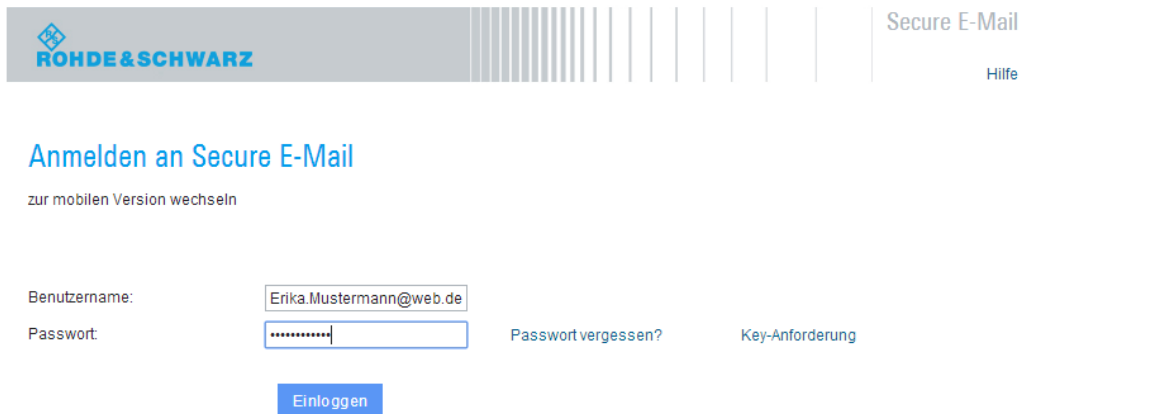 Secure E-Mail
R&S
ROHDE&SCHWARZ
Hilfe
Anmelden an Secure E-Mail
zur mobilen Version wechseln
Benutzername: Erika.Mustermann@web.de
Passwort: •••••••••••• Passwort vergessen? Key-Anforderung
Einloggen